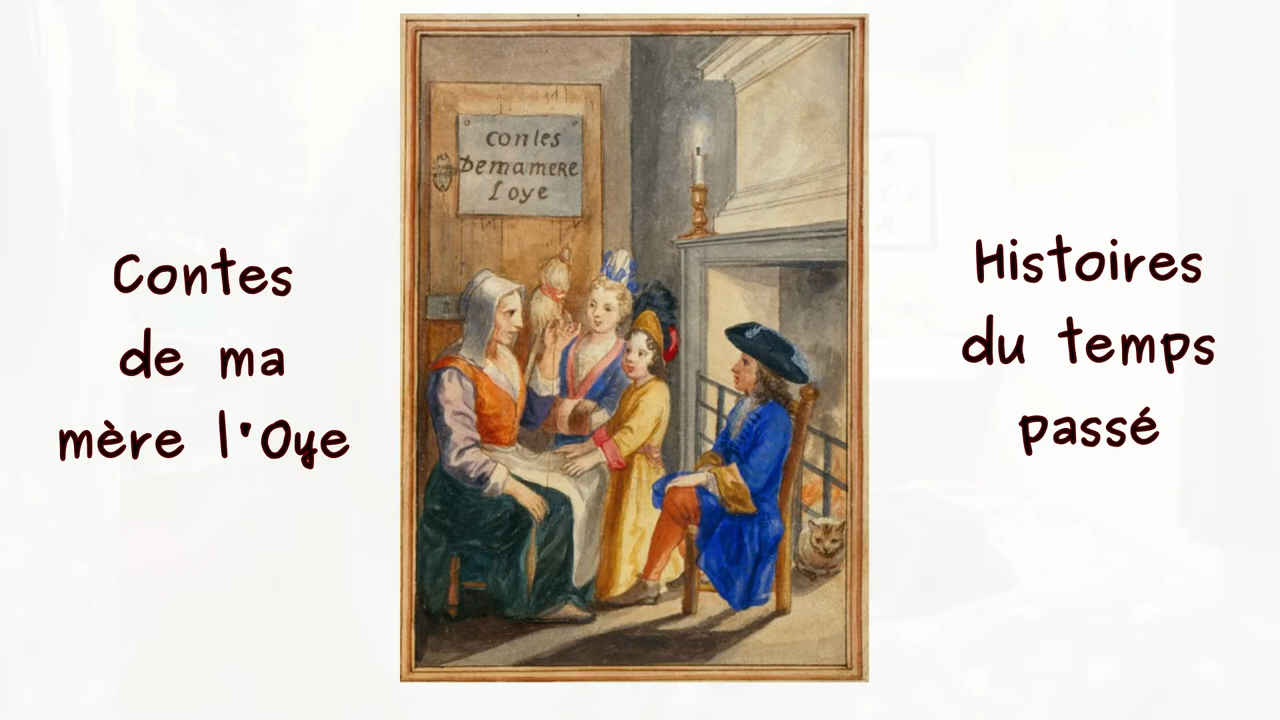 Contes
de ma
mère l'Oye
contes
Demamere
Loye
Histoires
du temps
passé